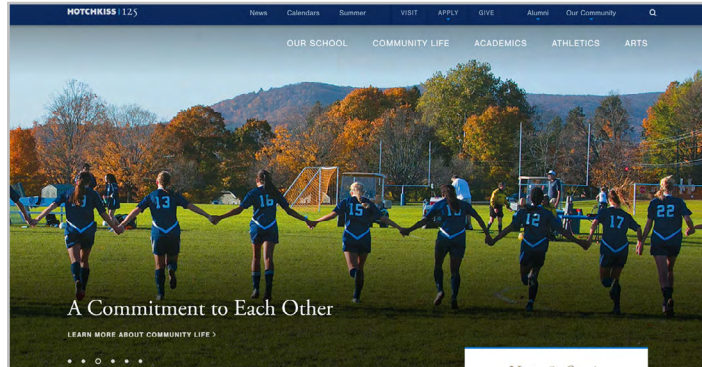 HOTCHKISS | 125
News Calendars Summer VISIT APPLY GIVE Alumni Our Community
OUR SCHOOL COMMUNITY LIFE ACADEMICS ATHLETICS ARTS
13 16 15 12 17 22
A Commitment to Each Other
LEARN MORE ABOUT COMMUNITY LIFE >